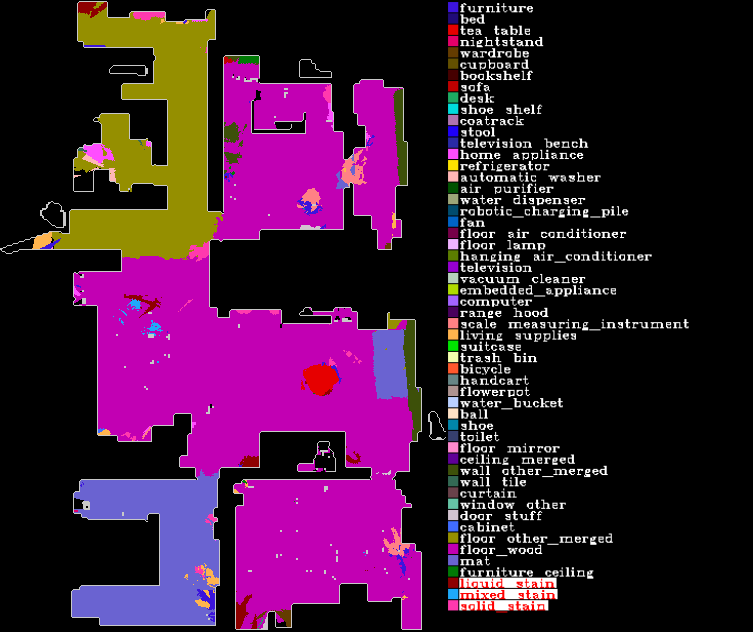 furniture
bed
tea table
nightstand
wardrobe
cupboard
bookshelf
sofa
desk
shoe shelf
coatrack
stool
television bench
home appliance
refrigerator
automatic washer
air purifier
water dispenser
robotic_charging_pile
fan
floor air conditioner
floor lamp
hanging air_conditioner
television
vacuum cleaner
embedded_appliance
computer
range hood
scale measuring_instrument
living supplies
suitcase
trash bin
bicycle
handcart
flowerpot
water_bucket
ball
shoe
toilet
floor mirror
ceiling merged
wall other_merged
wall tile
curtain
window other
door stuff
cabinet
floor other_merged
floor_wood
mat
furniture ceiling
liquid stain
mixed stain
solid stain